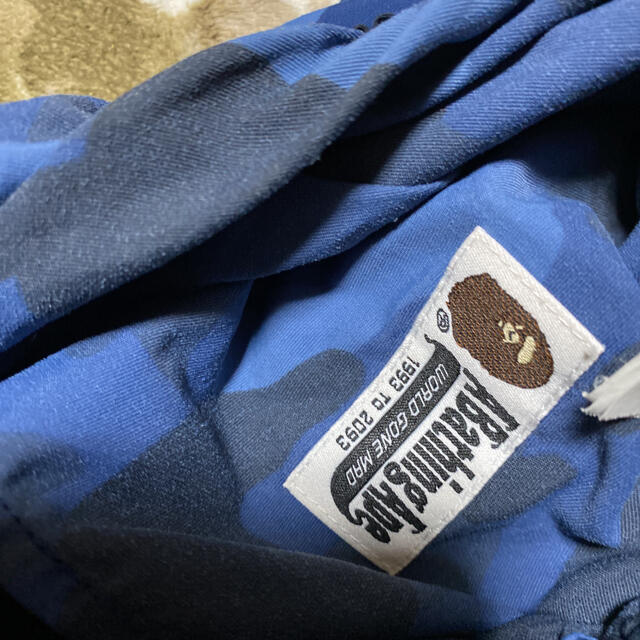 ®
A Bathing Ape
WORLD GONE MAD
1993 TO 2093